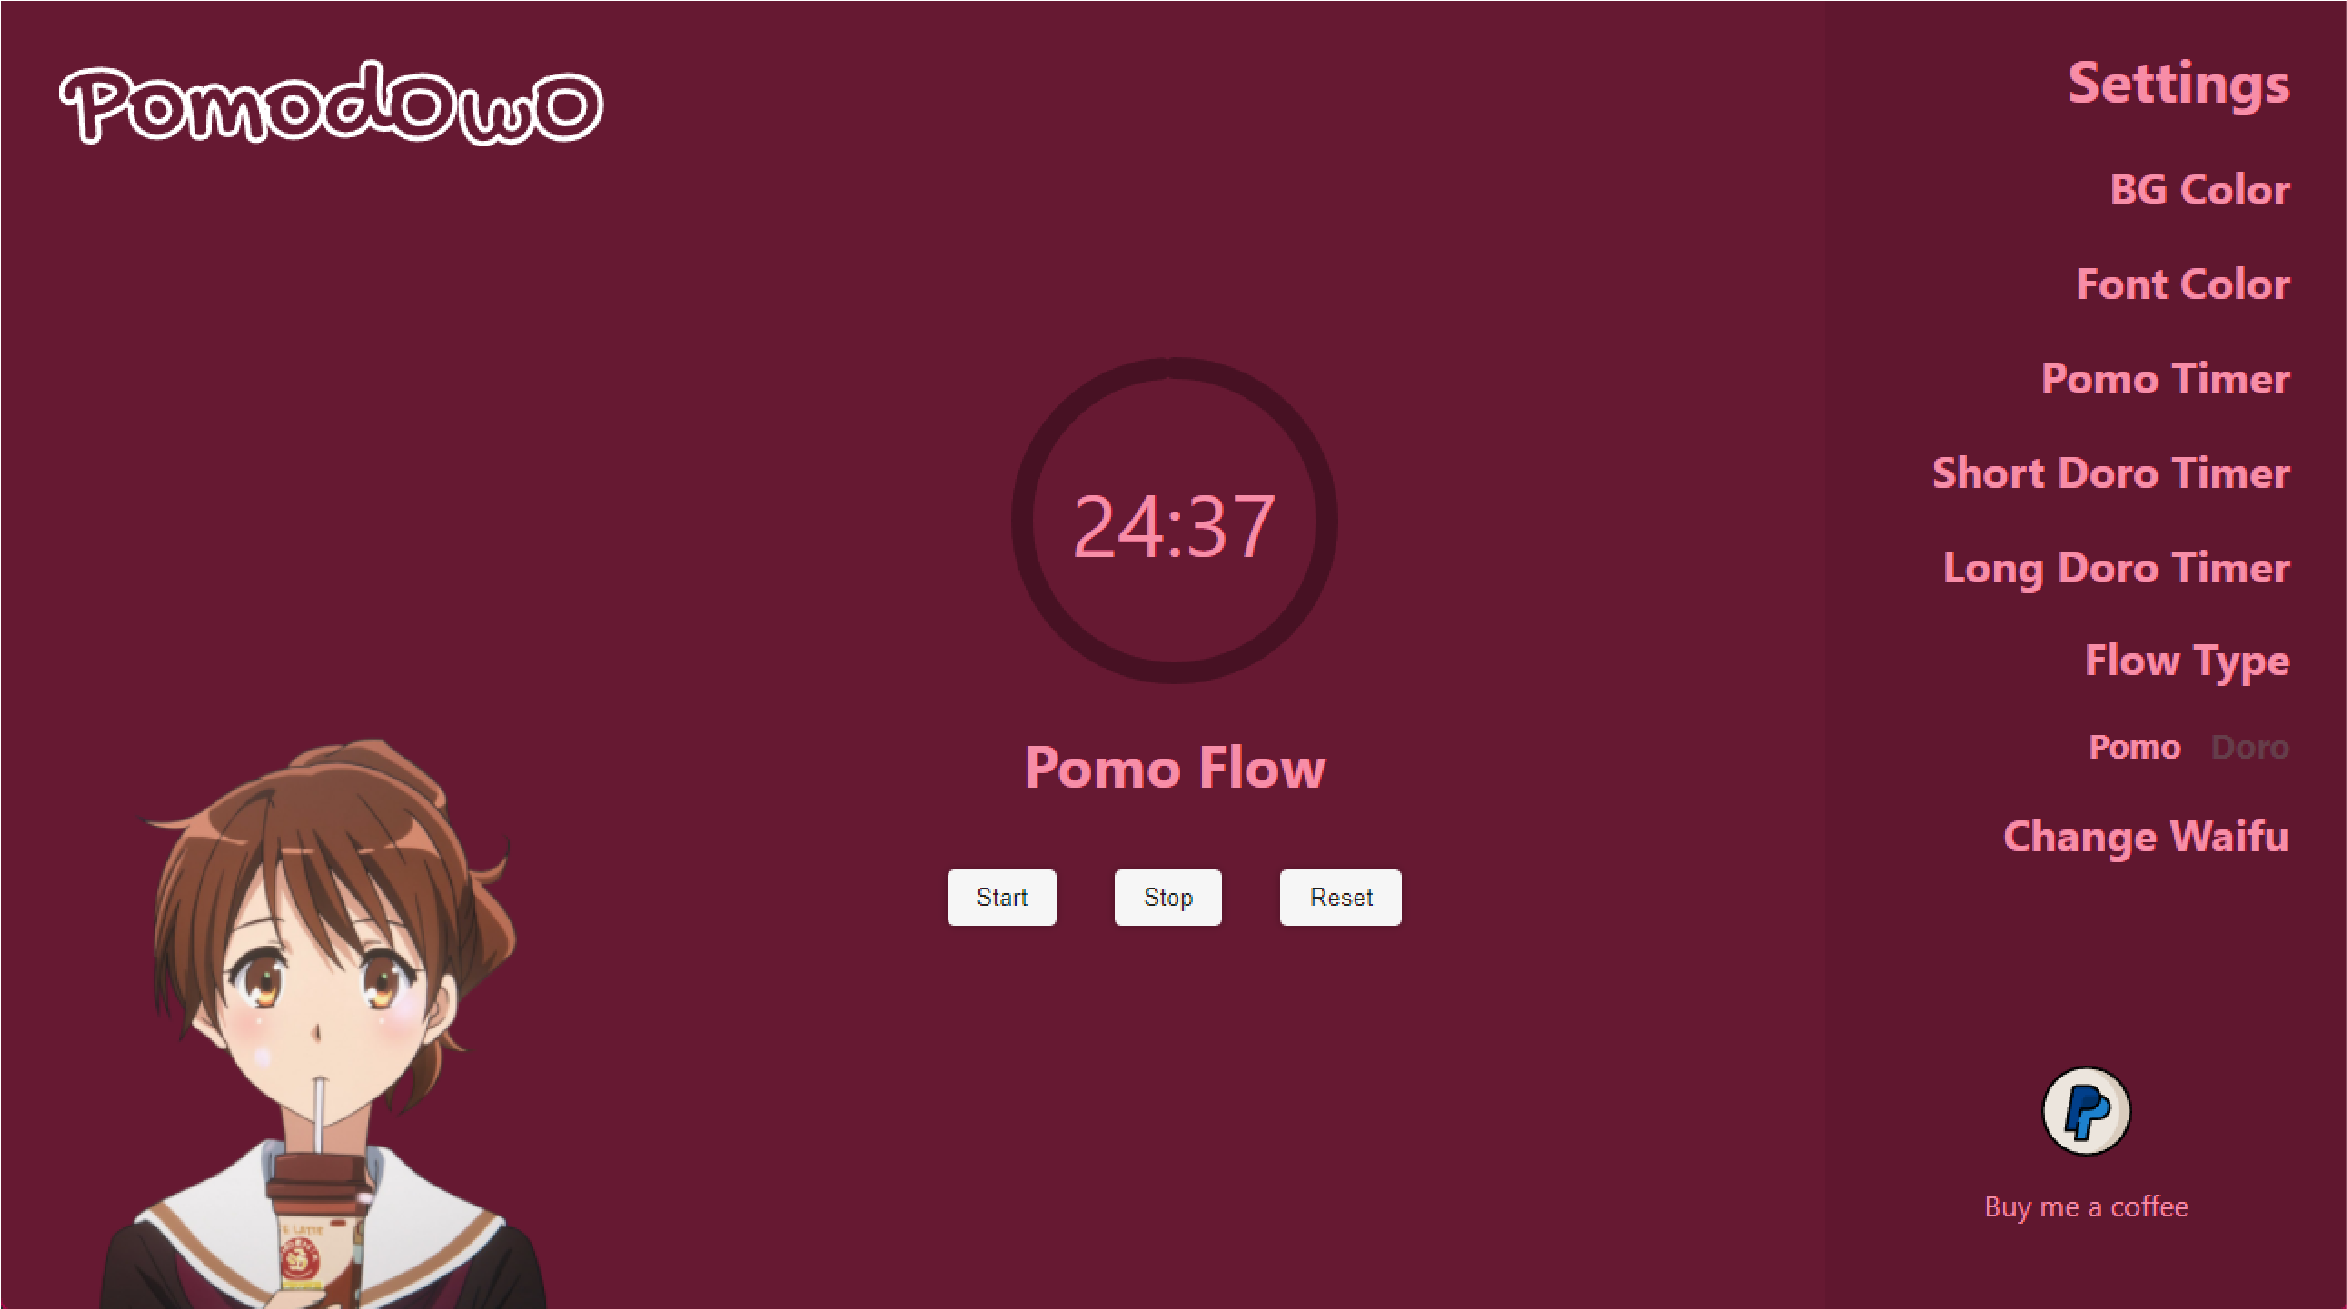 PomodOwO
24:37
Pomo Flow
Start
Stop
Reset
Settings
BG Color
Font Color
Pomo Timer
Short Doro Timer
Long Doro Timer
Flow Type
Pomo Doro
Change Waifu
Buy me a coffee
LATTE